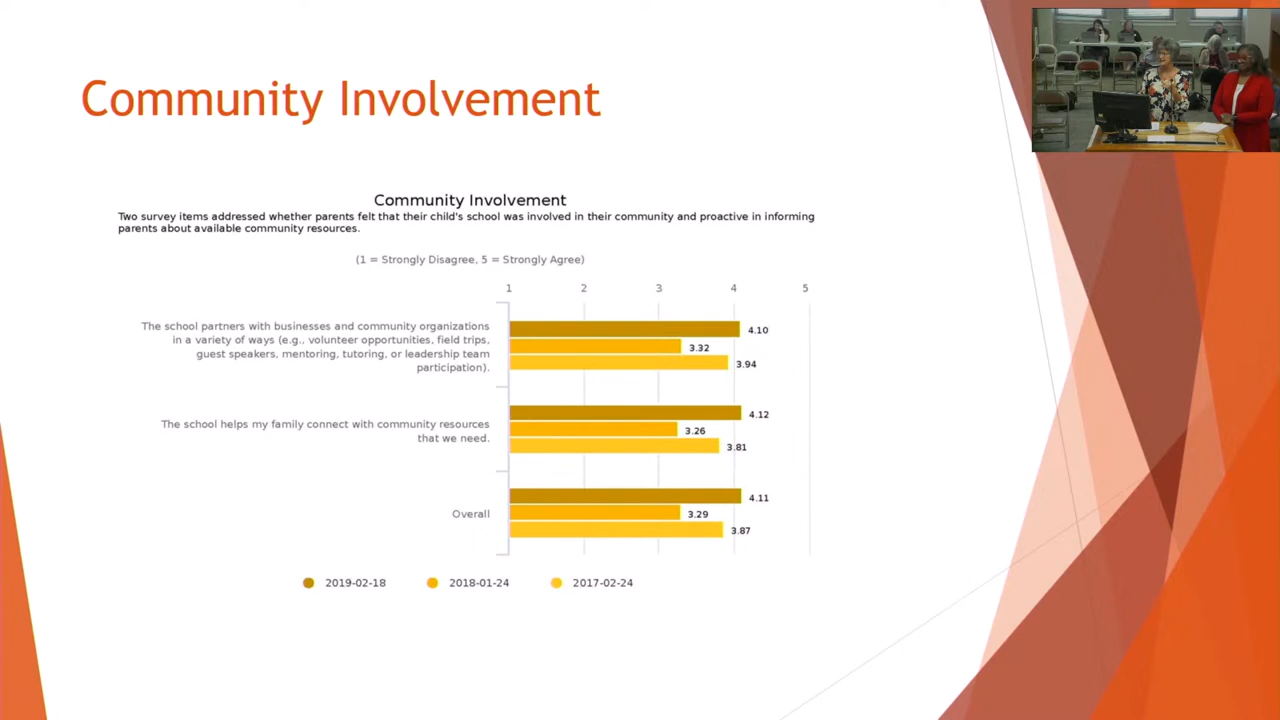 Community Involvement
Community Involvement
Two survey items addressed whether parents felt that their child's school was involved in their community and proactive in informing
parents about available community resources.
(1 = Strongly Disagree, 5 = Strongly Agree)
1 2 3 4 5
The school partners with businesses and community organizations
in a variety of ways (e.g., volunteer opportunities, field trips,
guest speakers, mentoring, tutoring, or leadership team
participation).
4.10
3.32
3.94
The school helps my family connect with community resources
that we need.
4.12
3.26
3.81
Overall
4.11
3.29
3.87
2019-02-18 2018-01-24 2017-02-24